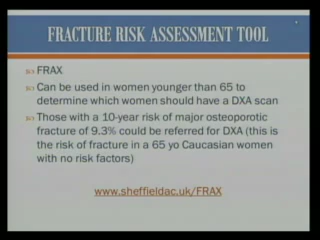 FRACTURE RISK ASSESSMENT TOOL
FRAX
Can be used in women younger than 65 to
determine which women should have a DXA scan
Those with a 10-year risk of major osteoporotic
fracture of 9.3% could be referred for DXA (this is
the risk of fracture in a 65 yo Caucasian women
with no risk factors)
www.sheffieldac.uk/FRAX